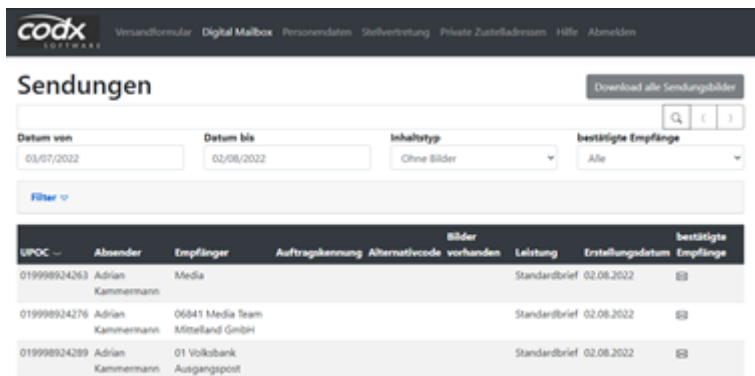 codx
SOFTWARE
Versandformular Digital Mailbox Personendaten Stellvertretung Private Zustelladressen Hilfe Abmelden
Sendungen
Download alle Sendungsbilder
Datum von Datum bis Inhaltstyp bestätigte Empfänge
03/07/2022 02/08/2022 Ohne Bilder Alle
Filter
UPOC Absender Empfänger Auftragskennung Alternativcode Bilder vorhanden Leistung Erstellungsdatum bestätigte Empfänge
019998924263 Adrian Media Standardbrief 02.08.2022
Kammermann
019998924276 Adrian 06841 Media Team Standardbrief 02.08.2022
Kammermann Mittelland GmbH
019998924289 Adrian 01 Volksbank Standardbrief 02.08.2022
Kammermann Ausgangspost